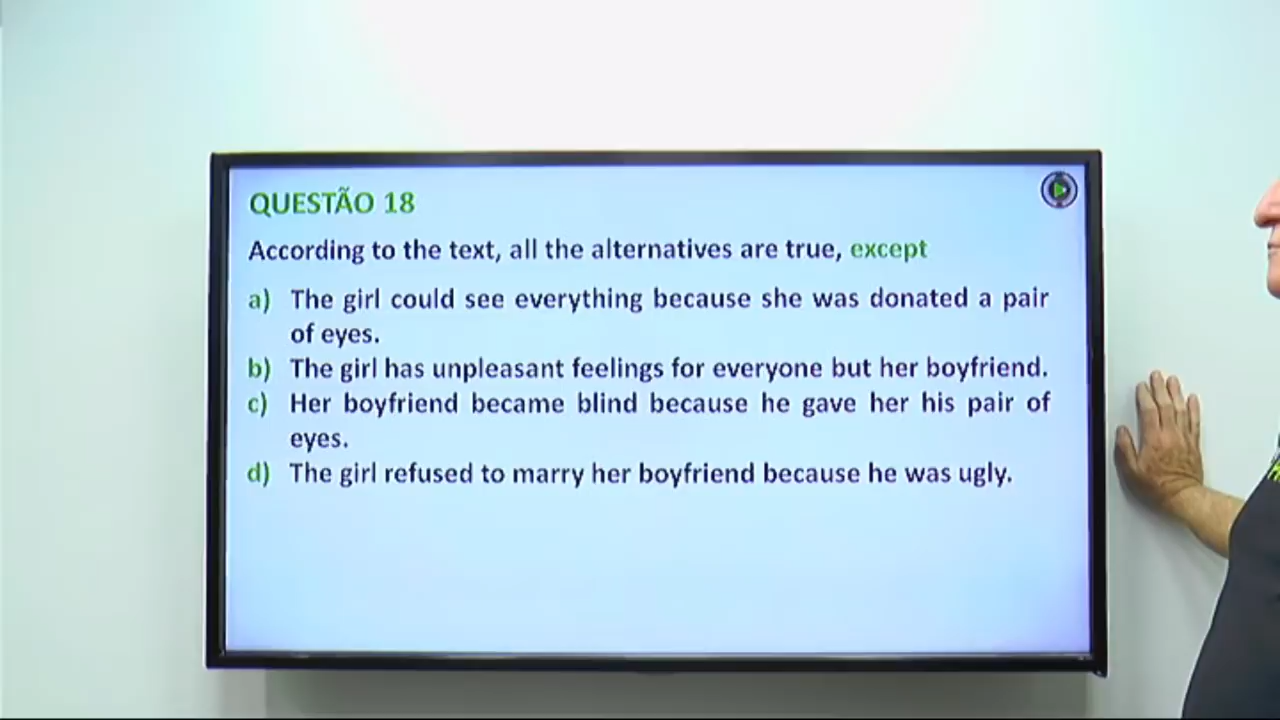 QUESTÃO 18
According to the text, all the alternatives are true, except
a) The girl could see everything because she was donated a pair
of eyes.
b) The girl has unpleasant feelings for everyone but her boyfriend.
c) Her boyfriend became blind because he gave her his pair of
eyes.
d) The girl refused to marry her boyfriend because he was ugly.